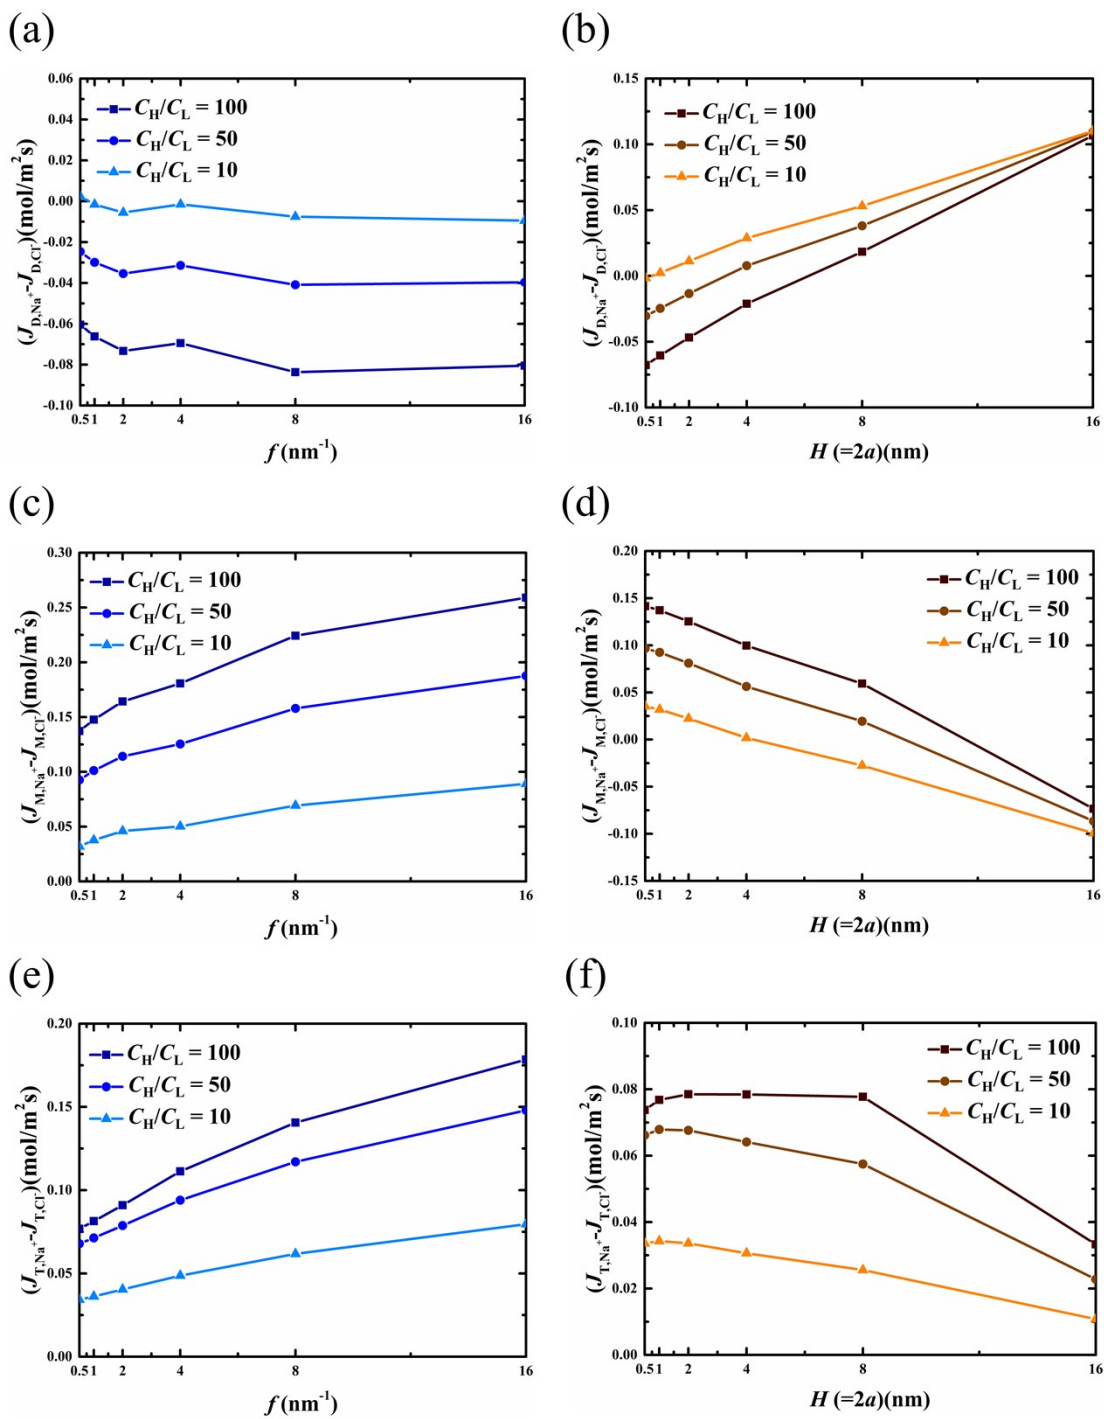 (a)
(b)
0.06
0.04
0.02
0.00
-0.02
-0.04
-0.06
-0.08
-0.10
(J_D,Na⁺-J_D,Cl⁻)(mol/m²s)
C_H/C_L = 100
C_H/C_L = 50
C_H/C_L = 10
0.5 1 2 4 8 16
f (nm⁻¹)
0.15
0.10
0.05
0.00
-0.05
-0.10
(J_D,Na⁺-J_D,Cl⁻)(mol/m²s)
C_H/C_L = 100
C_H/C_L = 50
C_H/C_L = 10
0.5 1 2 4 8 16
H (=2a)(nm)
(c)
(d)
0.30
0.25
0.20
0.15
0.10
0.05
0.00
(J_M,Na⁺-J_M,Cl⁻)(mol/m²s)
C_H/C_L = 100
C_H/C_L = 50
C_H/C_L = 10
0.5 1 2 4 8 16
f (nm⁻¹)
0.20
0.15
0.10
0.05
0.00
-0.05
-0.10
-0.15
(J_M,Na⁺-J_M,Cl⁻)(mol/m²s)
C_H/C_L = 100
C_H/C_L = 50
C_H/C_L = 10
0.5 1 2 4 8 16
H (=2a)(nm)
(e)
(f)
0.20
0.15
0.10
0.05
0.00
(J_T,Na⁺-J_T,Cl⁻)(mol/m²s)
C_H/C_L = 100
C_H/C_L = 50
C_H/C_L = 10
0.5 1 2 4 8 16
f (nm⁻¹)
0.10
0.08
0.06
0.04
0.02
0.00
(J_T,Na⁺-J_T,Cl⁻)(mol/m²s)
C_H/C_L = 100
C_H/C_L = 50
C_H/C_L = 10
0.5 1 2 4 8 16
H (=2a)(nm)